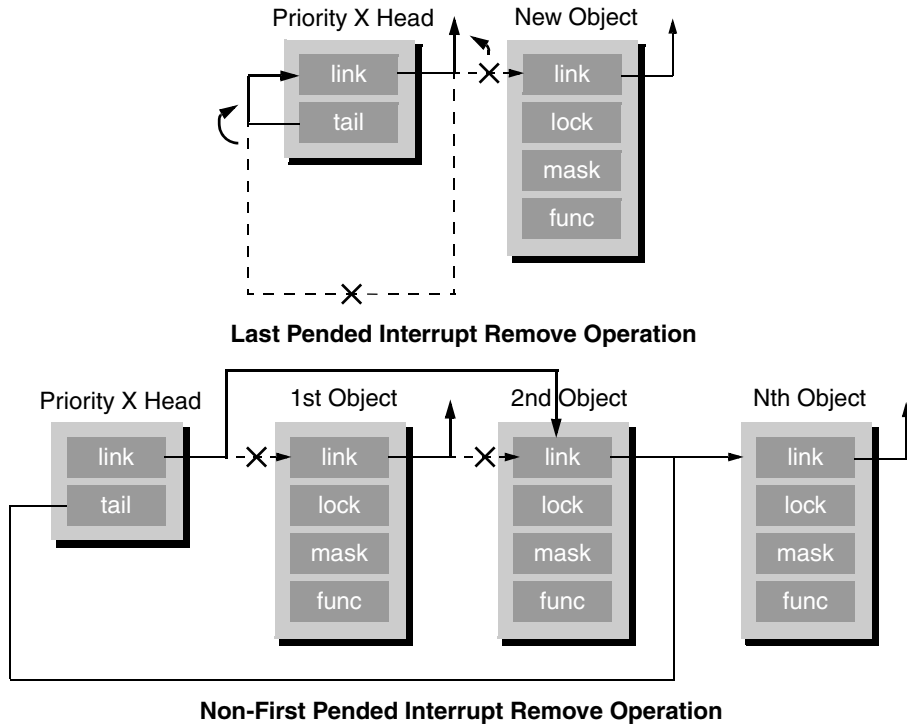 Priority X Head
New Object
link
link
tail
lock
mask
func
Last Pended Interrupt Remove Operation
Priority X Head
1st Object
2nd Object
Nth Object
link
link
link
link
tail
lock
lock
lock
mask
mask
mask
func
func
func
Non-First Pended Interrupt Remove Operation